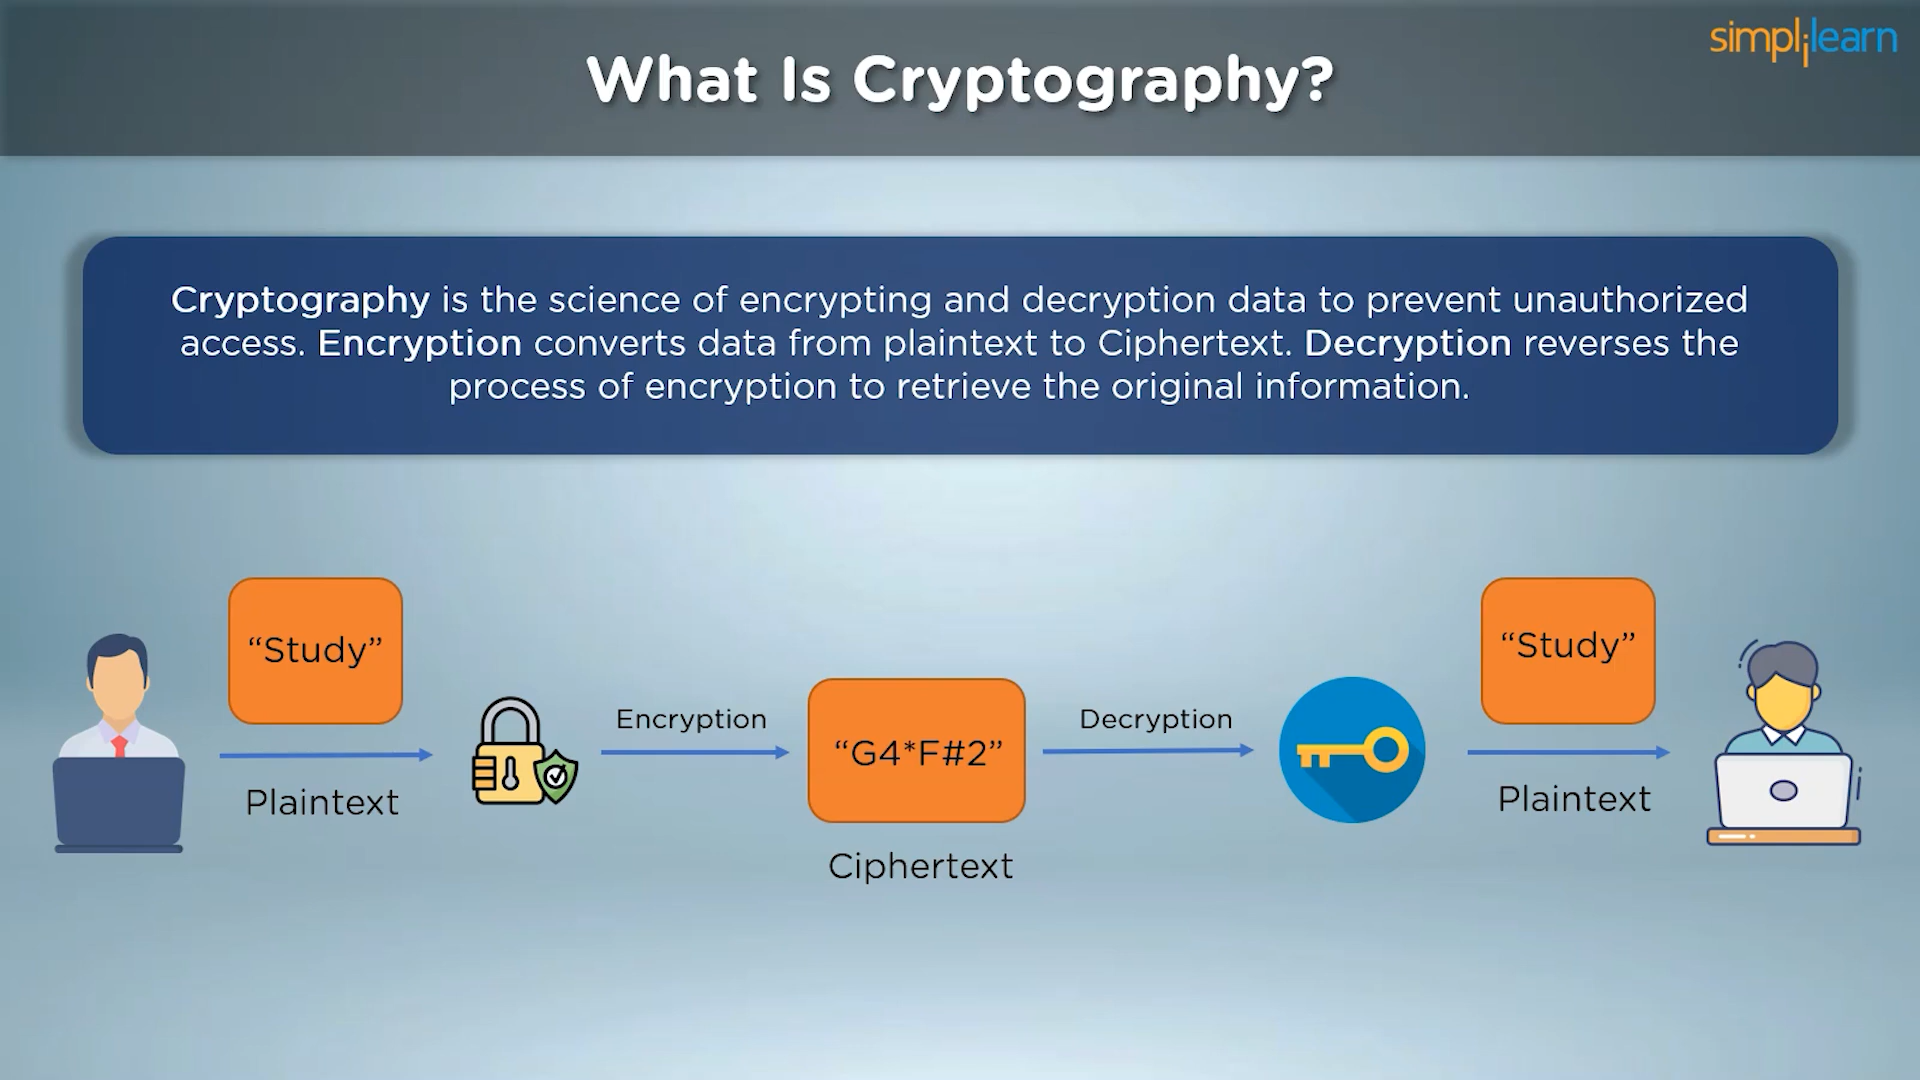 simplilearn
What Is Cryptography?
Cryptography is the science of encrypting and decryption data to prevent unauthorized
access. Encryption converts data from plaintext to Ciphertext. Decryption reverses the
process of encryption to retrieve the original information.
“Study”
Plaintext
Encryption
“G4*F#2”
Ciphertext
Decryption
“Study”
Plaintext